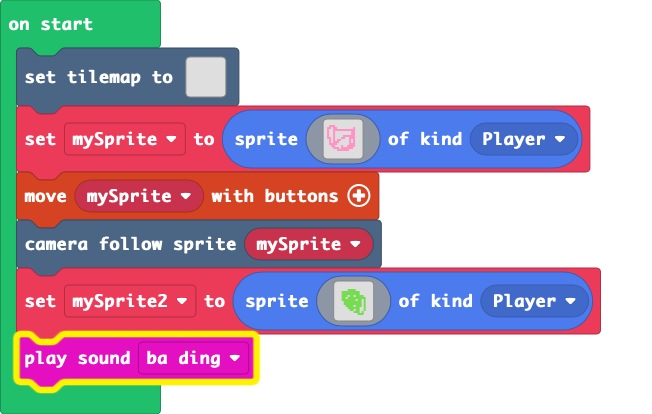 on start
set tilemap to
set mySprite to sprite of kind Player
move mySprite with buttons
camera follow sprite mySprite
set mySprite2 to sprite of kind Player
play sound ba ding